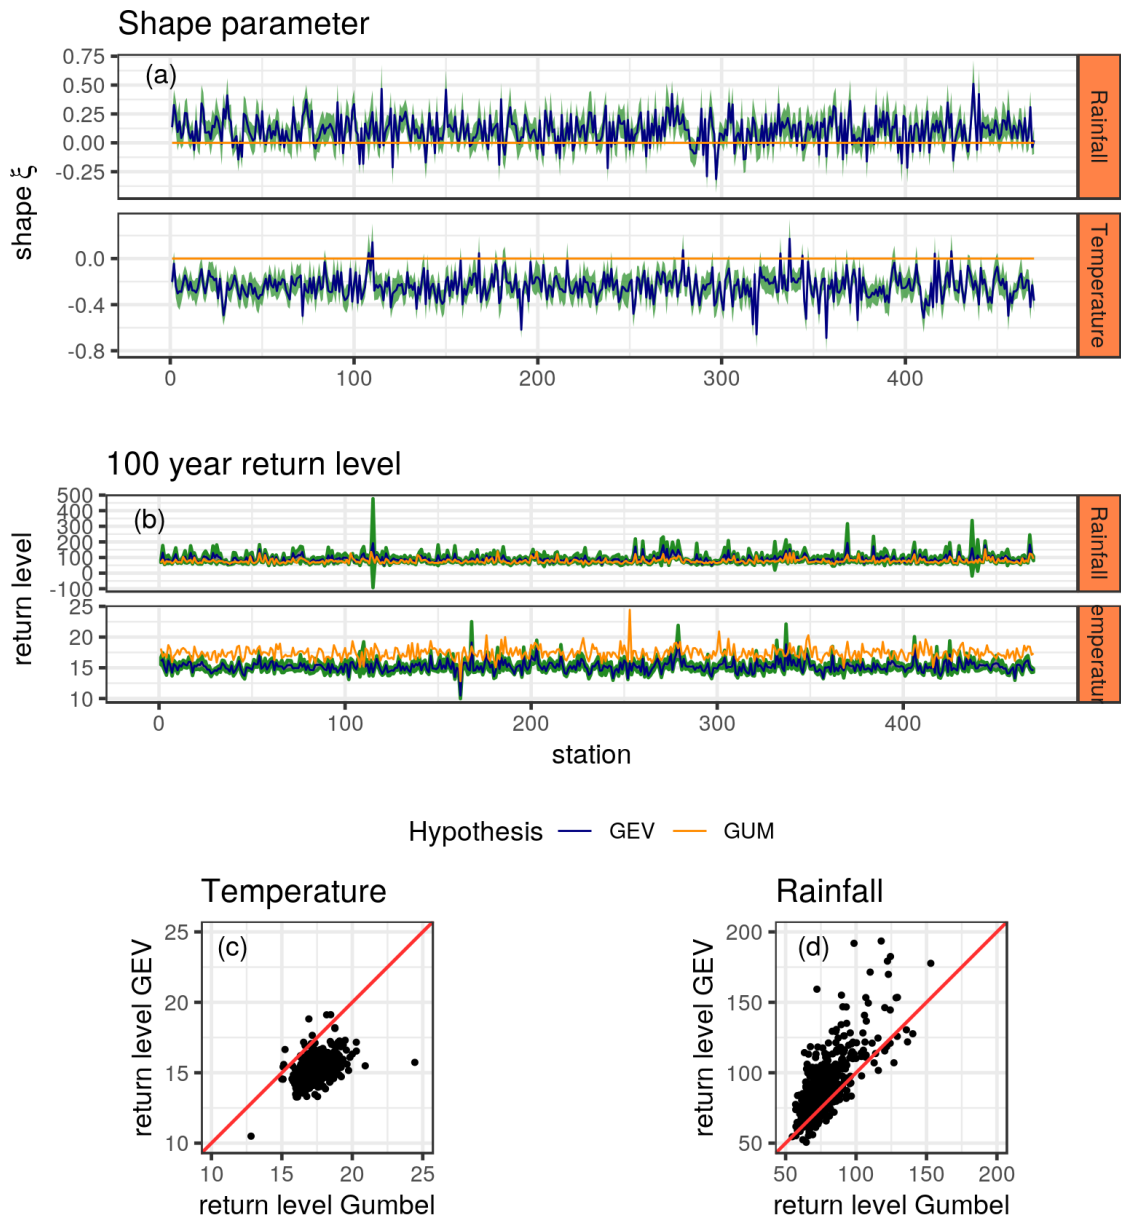 Shape parameter
(a)
0.75
0.50
0.25
0.00
-0.25
Rainfall
shape ξ
0.0
-0.4
-0.8
Temperature
0 100 200 300 400
100 year return level
(b)
500
400
300
200
100
0
-100
Rainfall
return level
25
20
15
10
emperatur
0 100 200 300 400
station
Hypothesis GEV GUM
Temperature
(c)
return level GEV
25
20
15
10
10 15 20 25
return level Gumbel
Rainfall
(d)
return level GEV
200
150
100
50
50 100 150 200
return level Gumbel